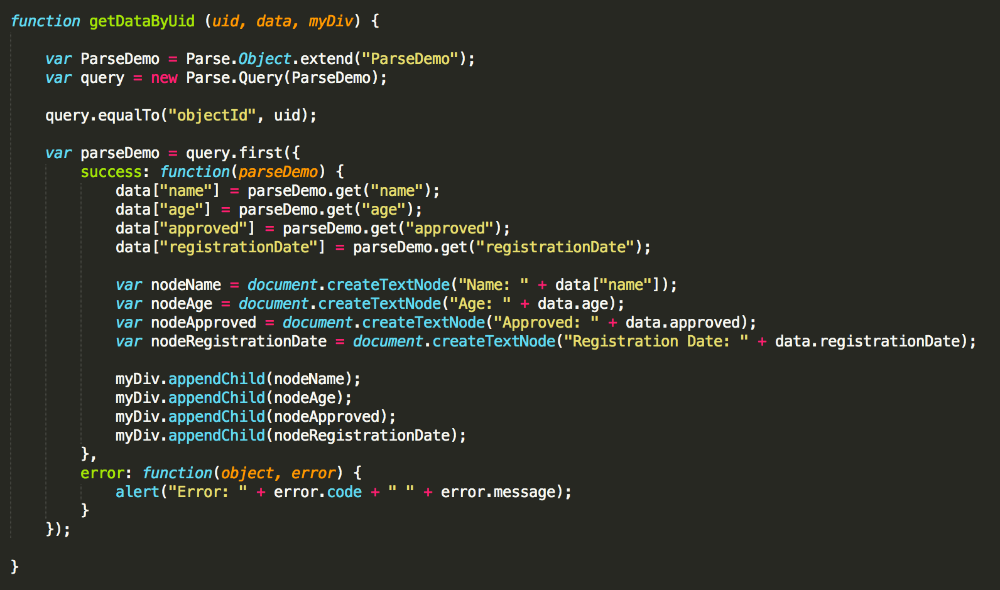 function getDataByUid (uid, data, myDiv) {
var ParseDemo = Parse.Object.extend("ParseDemo");
var query = new Parse.Query(ParseDemo);
query.equalTo("objectId", uid);
var parseDemo = query.first({
success: function(parseDemo) {
data["name"] = parseDemo.get("name");
data["age"] = parseDemo.get("age");
data["approved"] = parseDemo.get("approved");
data["registrationDate"] = parseDemo.get("registrationDate");
var nodeName = document.createTextNode("Name: " + data["name"]);
var nodeAge = document.createTextNode("Age: " + data.age);
var nodeApproved = document.createTextNode("Approved: " + data.approved);
var nodeRegistrationDate = document.createTextNode("Registration Date: " + data.registrationDate);
myDiv.appendChild(nodeName);
myDiv.appendChild(nodeAge);
myDiv.appendChild(nodeApproved);
myDiv.appendChild(nodeRegistrationDate);
},
error: function(object, error) {
alert("Error: " + error.code + " " + error.message);
}
});
}